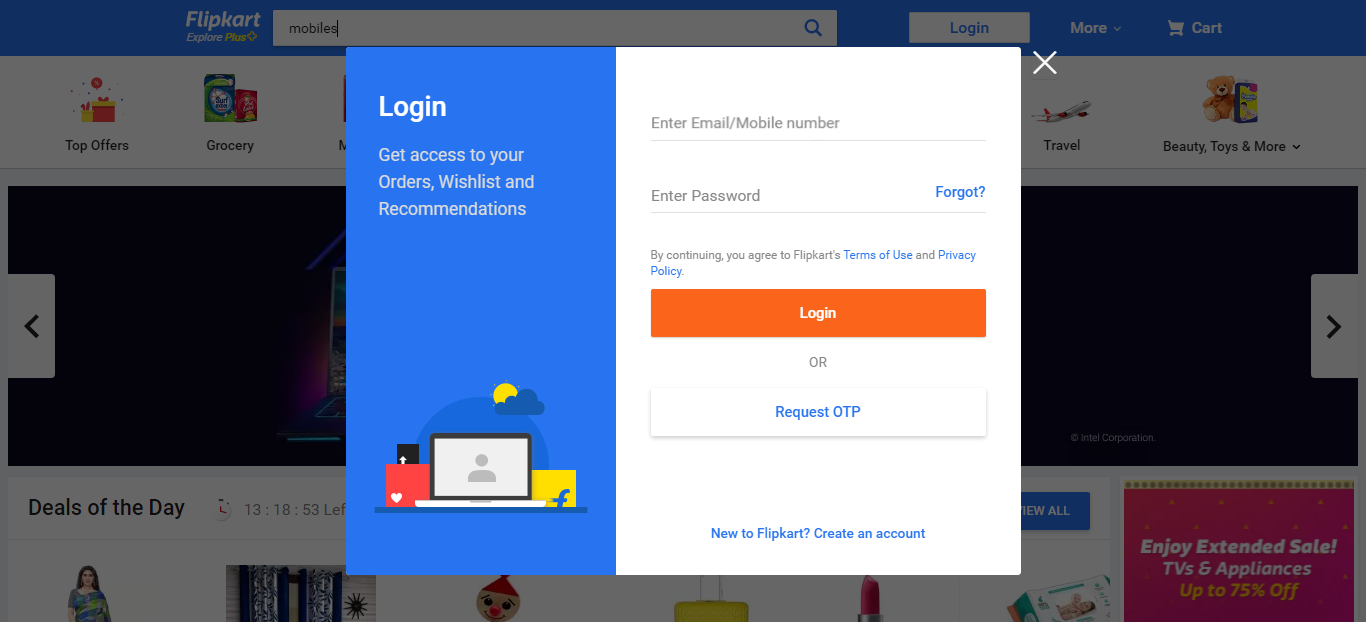 Flipkart
Explore Plus
mobiles
Login
More
Cart
Top Offers
Grocery
M
Travel
Beauty, Toys & More
Login
Get access to your
Orders, Wishlist and
Recommendations
Enter Email/Mobile number
Enter Password
Forgot?
By continuing, you agree to Flipkart's Terms of Use and Privacy
Policy.
Login
OR
Request OTP
New to Flipkart? Create an account
© Intel Corporation.
Deals of the Day
13 : 18 : 53 Lef
VIEW ALL
Enjoy Extended Sale!
TVs & Appliances
Up to 75% Off